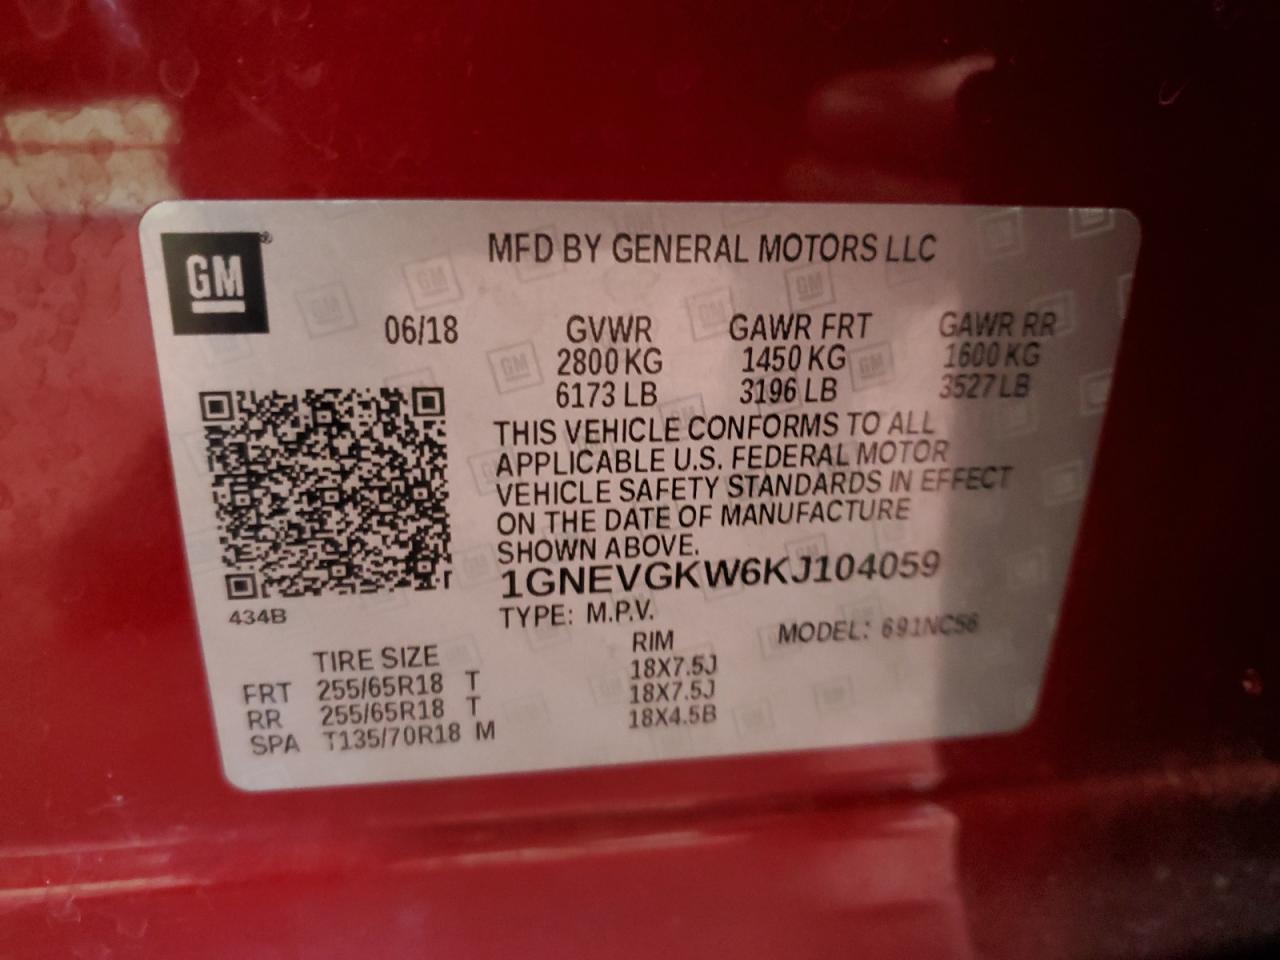 GM
MFD BY GENERAL MOTORS LLC
06/18 GVWR GAWR FRT GAWR RR
2800 KG 1450 KG 1600 KG
6173 LB 3196 LB 3527 LB
THIS VEHICLE CONFORMS TO ALL
APPLICABLE U.S. FEDERAL MOTOR
VEHICLE SAFETY STANDARDS IN EFFECT
ON THE DATE OF MANUFACTURE
SHOWN ABOVE.
1GNEVGKW6KJ104059
434B
TYPE: M.P.V.
MODEL: 691NC56
TIRE SIZE RIM
FRT 255/65R18 T 18X7.5J
RR 255/65R18 T 18X7.5J
SPA T135/70R18 M 18X4.5B